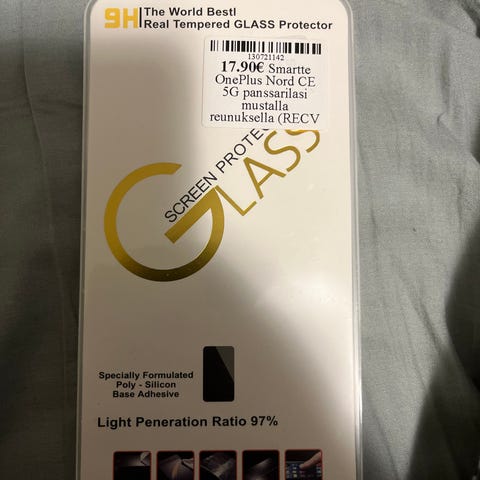 9H
The World Best!
Real Tempered GLASS Protector
130721142
17.90€ Smartte
OnePlus Nord CE
5G panssarilasi
mustalla
reunuksella (RECV
SCREEN PROTEC
GLASS
Specially Formulated
Poly - Silicon
Base Adhesive
Light Peneration Ratio 97%